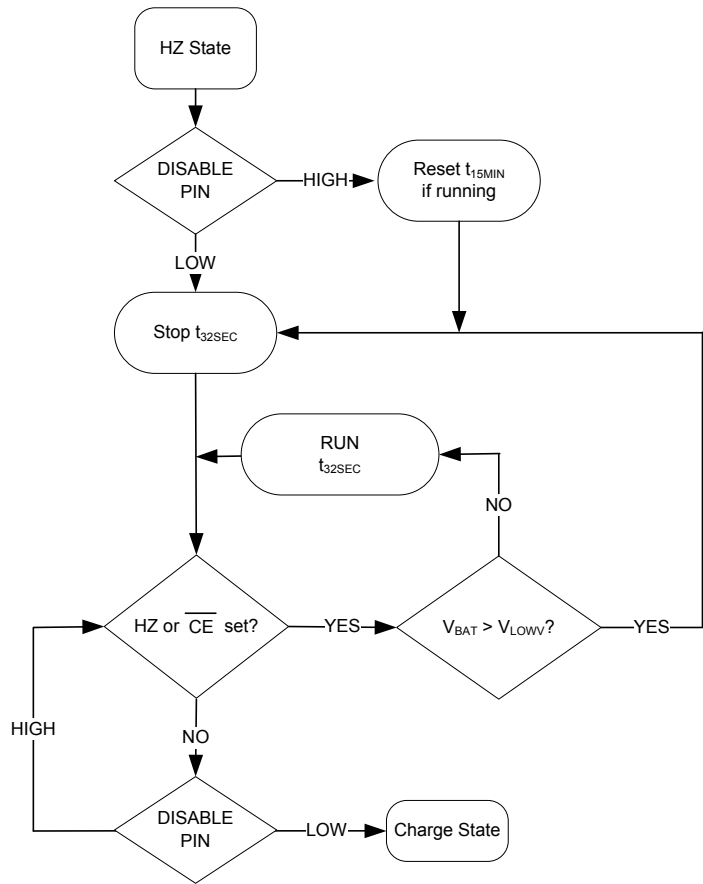 HZ State
DISABLE
PIN
HIGH
Reset t15MIN
if running
LOW
Stop t32SEC
RUN
t32SEC
NO
HZ or CE set?
YES
VBAT > VLOWV?
YES
HIGH
NO
DISABLE
PIN
LOW
Charge State